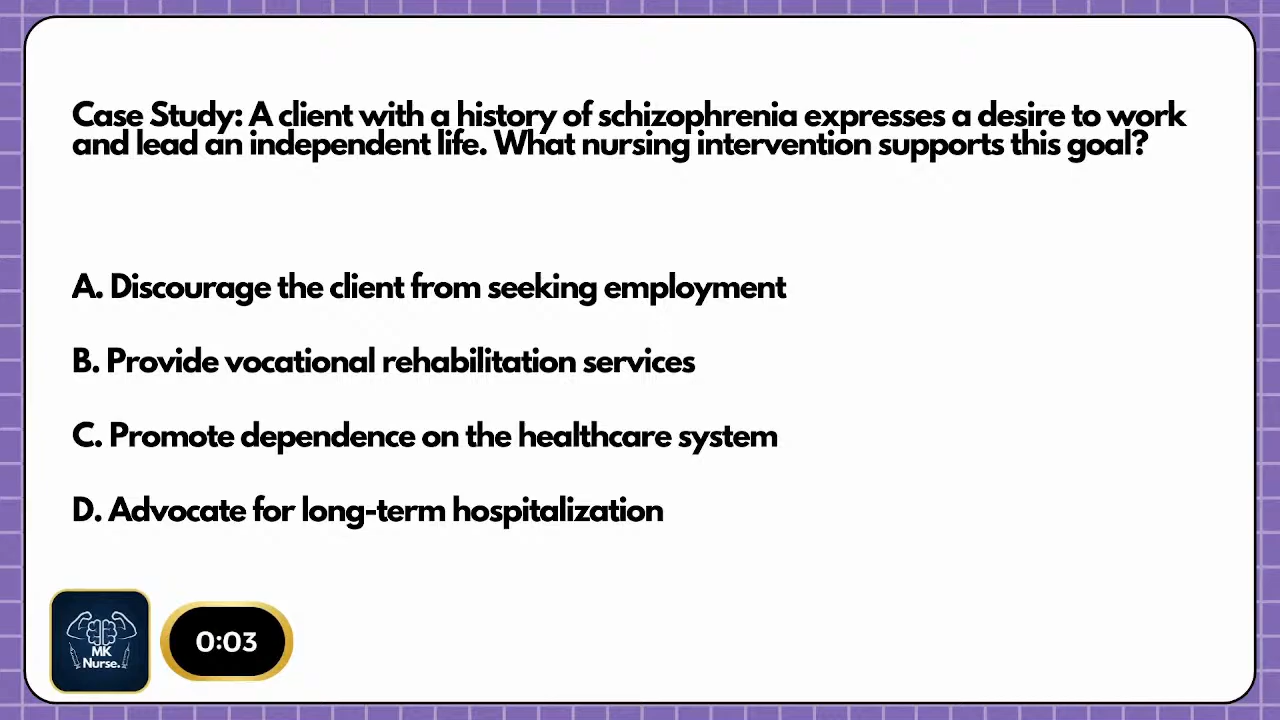 Case Study: A client with a history of schizophrenia expresses a desire to work
and lead an independent life. What nursing intervention supports this goal?
A. Discourage the client from seeking employment
B. Provide vocational rehabilitation services
C. Promote dependence on the healthcare system
D. Advocate for long-term hospitalization
MK
Nurse.
0:03